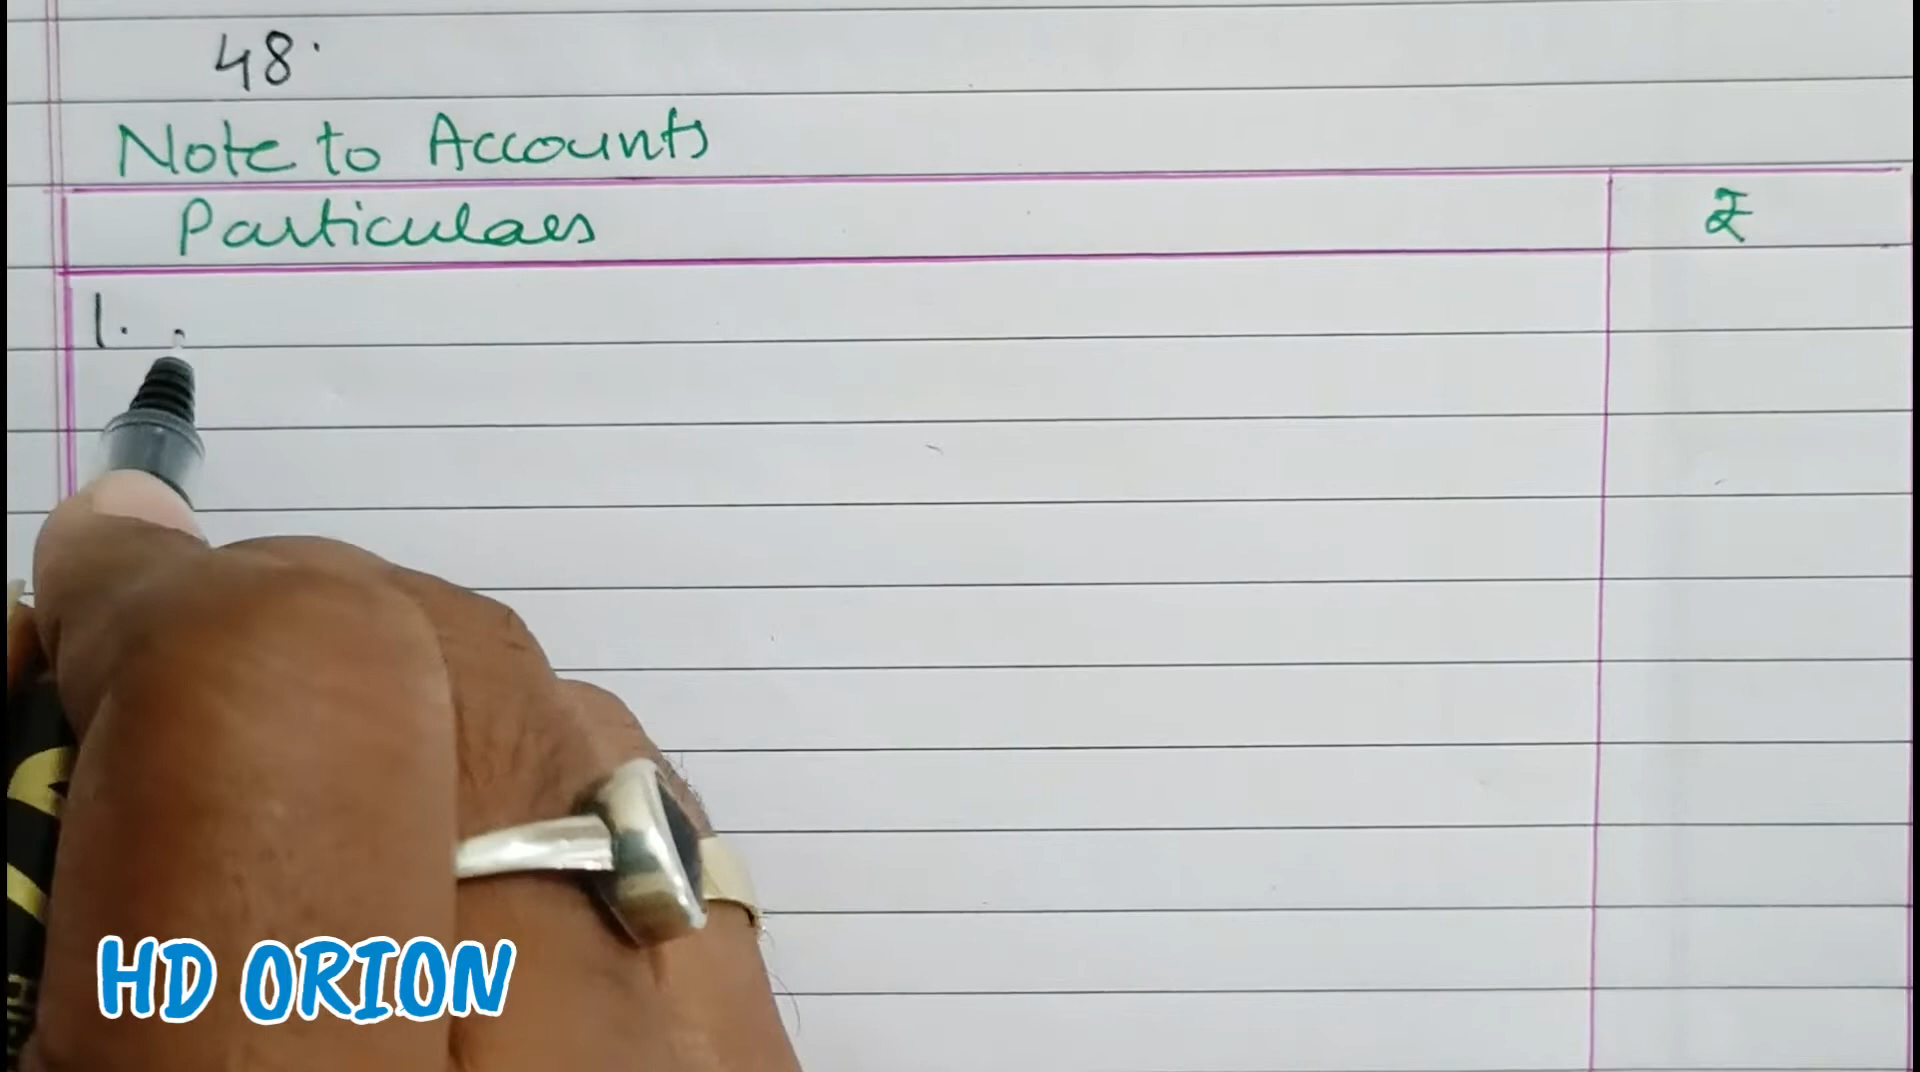 48.
Note to Accounts
Particulars
₹
1.
HD ORION